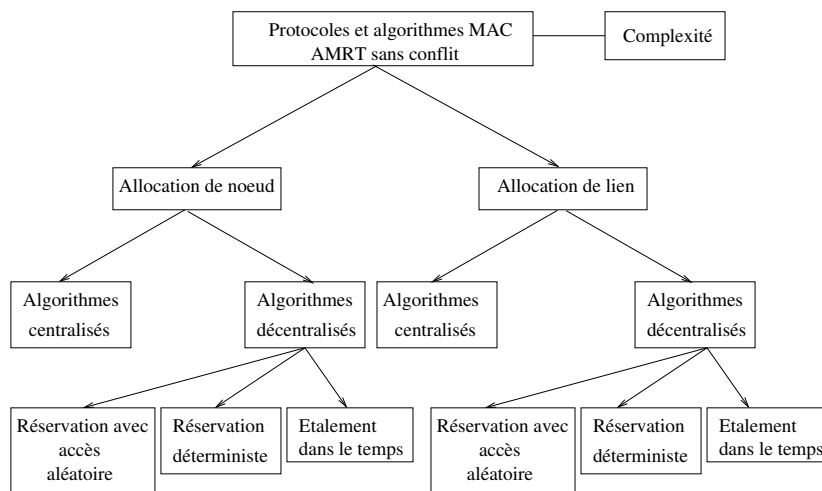 Protocoles et algorithmes MAC
AMRT sans conflit
Complexité
Allocation de noeud
Allocation de lien
Algorithmes
centralisés
Algorithmes
décentralisés
Algorithmes
centralisés
Algorithmes
décentralisés
Réservation avec
accès
aléatoire
Réservation
déterministe
Etalement
dans le temps
Réservation avec
accès
aléatoire
Réservation
déterministe
Etalement
dans le temps